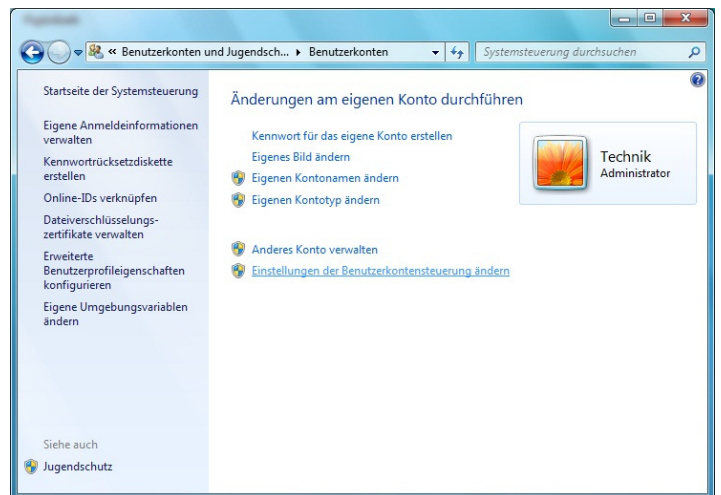 « Benutzerkonten und Jugendsch... ▸ Benutzerkonten
Systemsteuerung durchsuchen
Startseite der Systemsteuerung
Eigene Anmeldeinformationen
verwalten
Kennwortrücksetzdiskette
erstellen
Online-IDs verknüpfen
Dateiverschlüsselungs-
zertifikate verwalten
Erweiterte
Benutzerprofileigenschaften
konfigurieren
Eigene Umgebungsvariablen
ändern
Siehe auch
Jugendschutz
Änderungen am eigenen Konto durchführen
Kennwort für das eigene Konto erstellen
Eigenes Bild ändern
Eigenen Kontonamen ändern
Eigenen Kontotyp ändern
Anderes Konto verwalten
Einstellungen der Benutzerkontensteuerung ändern
Technik
Administrator